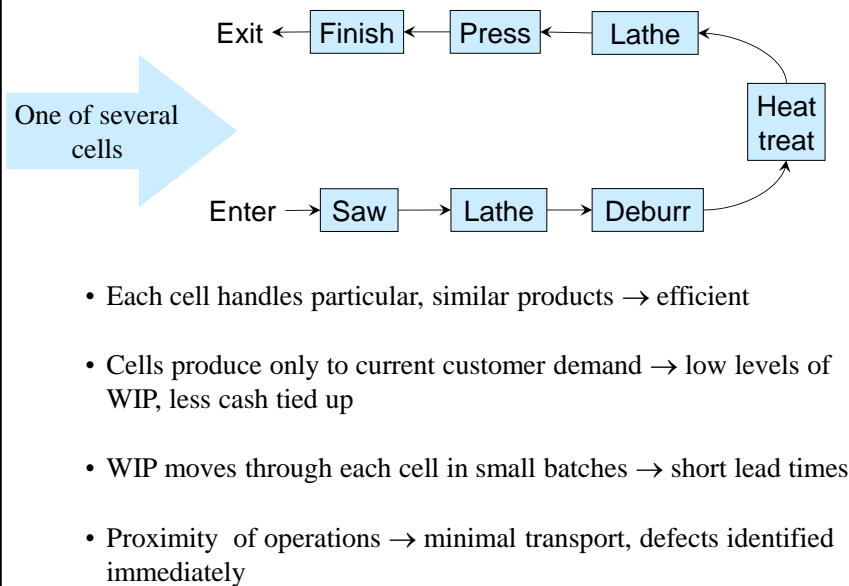 Exit Finish Press Lathe
One of several
cells
Heat
treat
Enter Saw Lathe Deburr
• Each cell handles particular, similar products → efficient
• Cells produce only to current customer demand → low levels of
WIP, less cash tied up
• WIP moves through each cell in small batches → short lead times
• Proximity of operations → minimal transport, defects identified
immediately